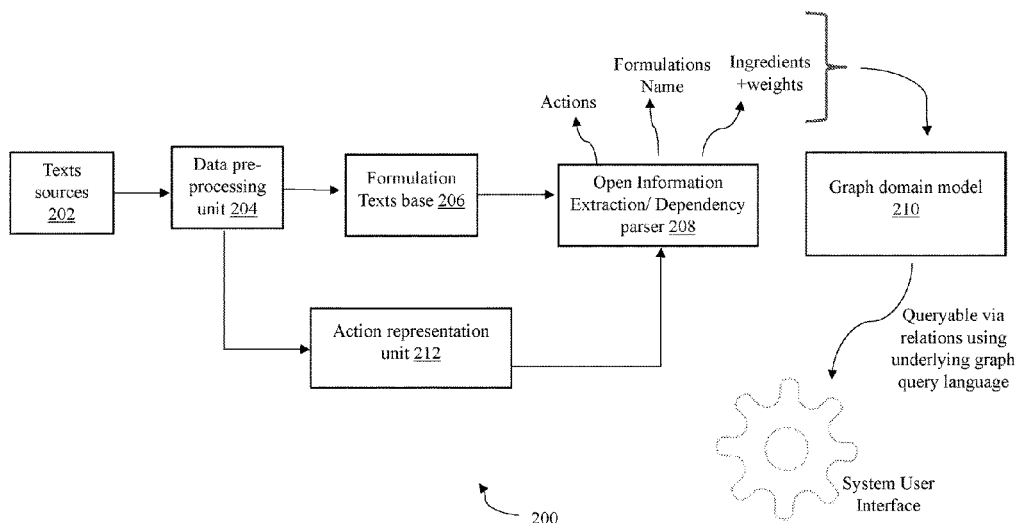 Actions
Formulations
Name
Ingredients
+weights
Texts
sources 202
Data pre-
processing
unit 204
Formulation
Texts base 206
Open Information
Extraction/ Dependency
parser 208
Graph domain model
210
Action representation
unit 212
Queryable via
relations using
underlying graph
query language
System User
Interface
200